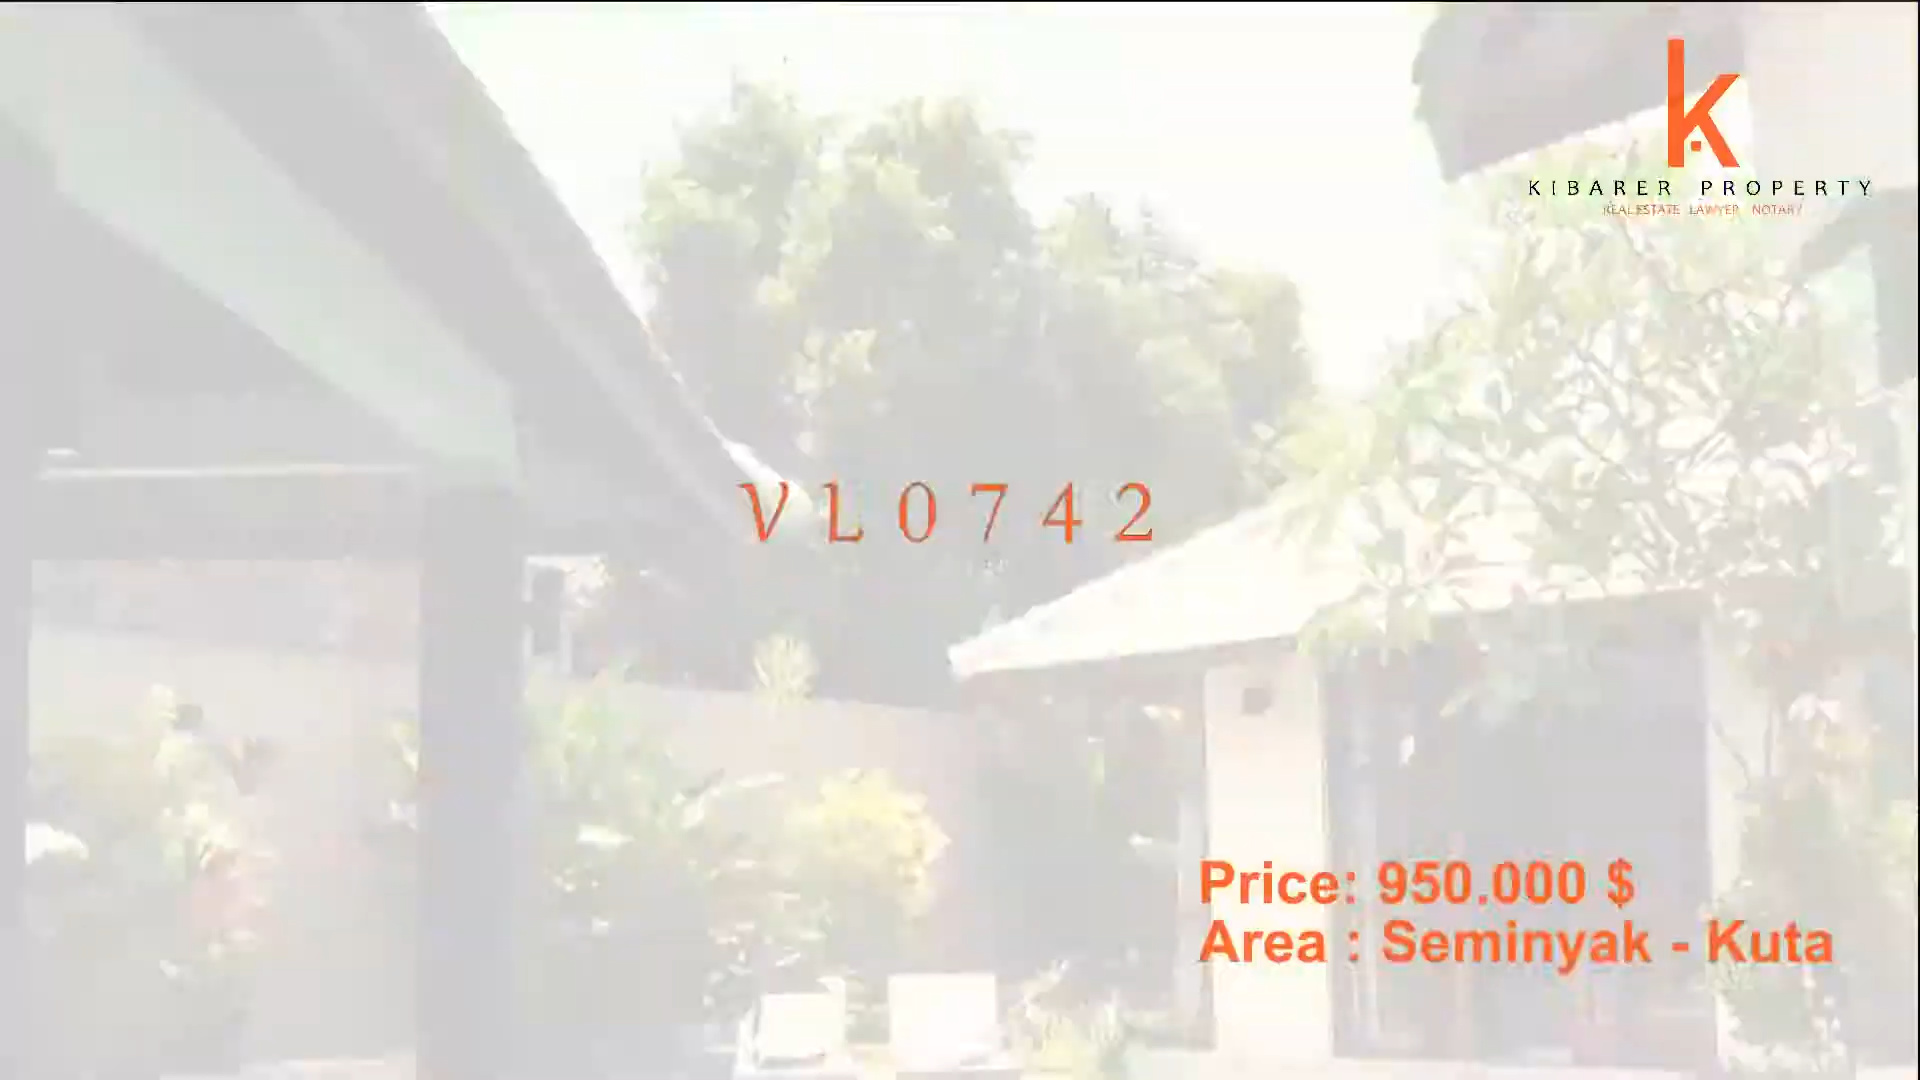 k
KIBARER PROPERTY
REAL ESTATE LAWYER NOTARY
VL0742
Price: 950.000 $
Area : Seminyak - Kuta